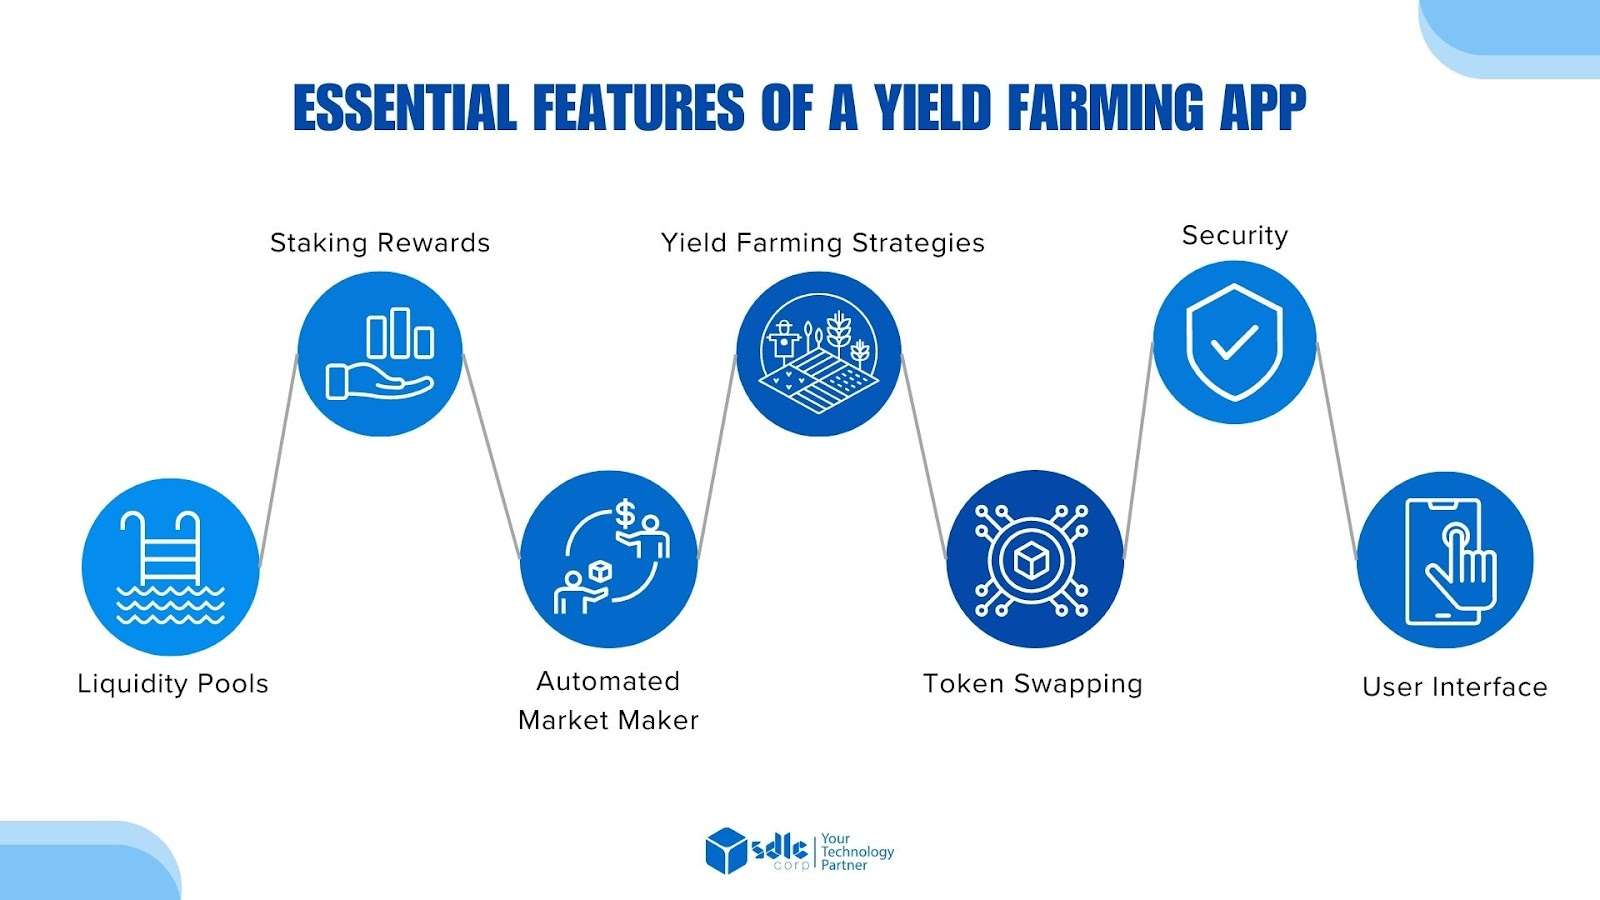 ESSENTIAL FEATURES OF A YIELD FARMING APP
Staking Rewards
Yield Farming Strategies
Security
$
Liquidity Pools
Automated
Market Maker
Token Swapping
User Interface
sdlc
corp
Your
Technology
Partner